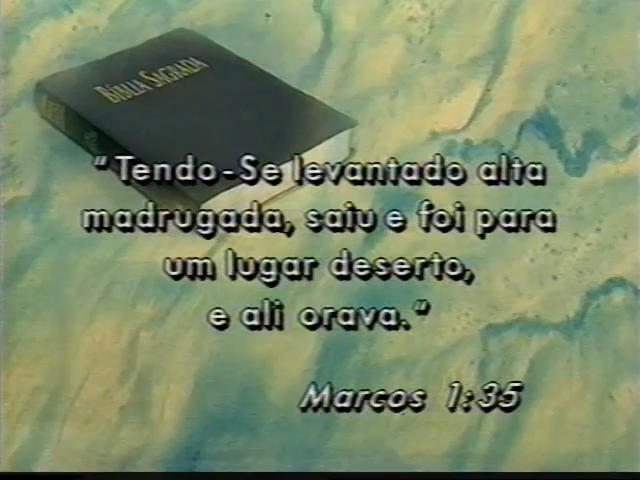 BÍBLIA SAGRADA
"Tendo-Se levantado alta
madrugada, saiu e foi para
um lugar deserto,
e ali orava."
Marcos 1:35